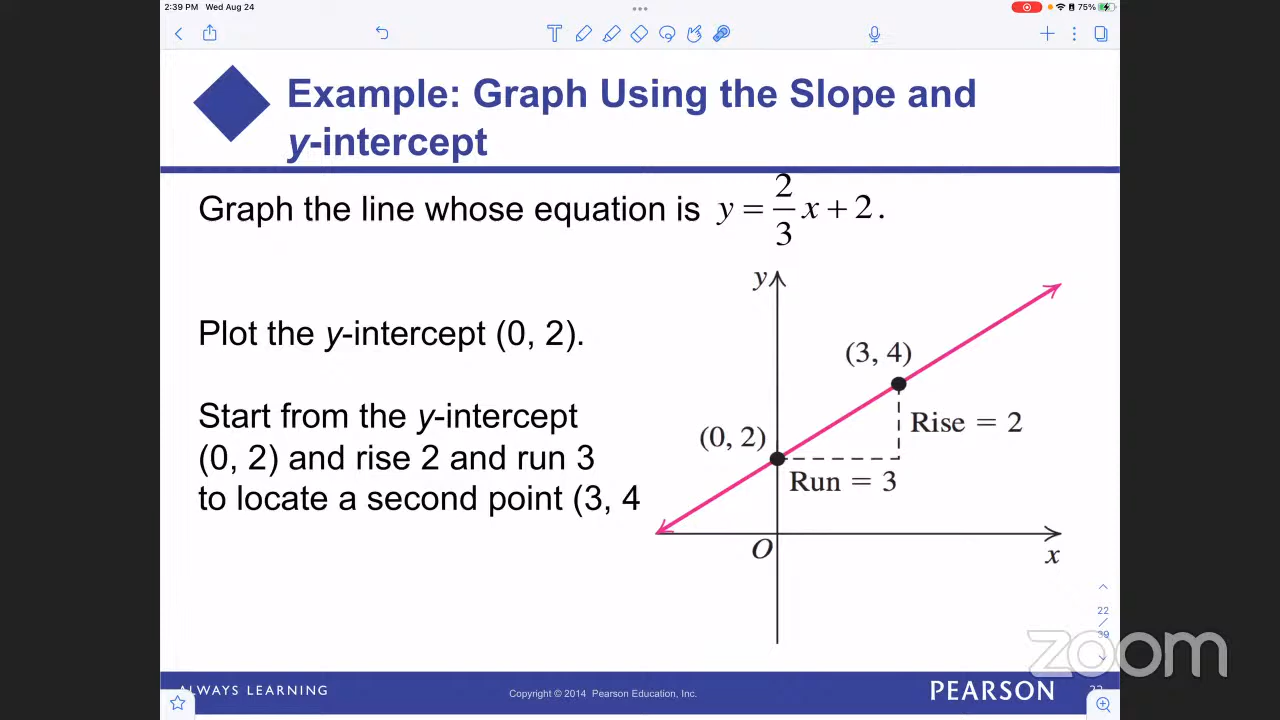 2:39 PM Wed Aug 24
75%
Example: Graph Using the Slope and
y-intercept
Graph the line whose equation is y = 2/3 x + 2.
Plot the y-intercept (0, 2).
Start from the y-intercept
(0, 2) and rise 2 and run 3
to locate a second point (3, 4
y
(3, 4)
Rise = 2
(0, 2)
Run = 3
O
x
22
/
39
zoom
ALWAYS LEARNING
Copyright © 2014 Pearson Education, Inc.
PEARSON